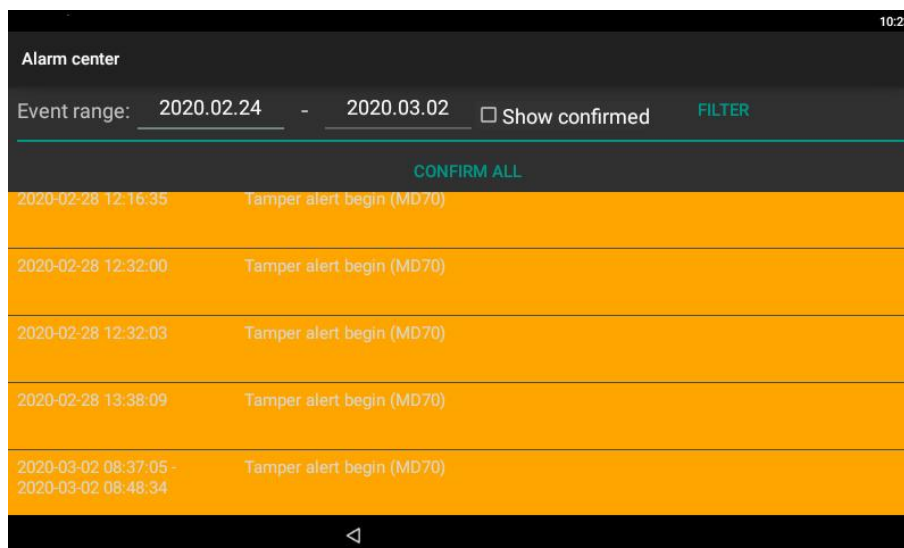 10:2
Alarm center
Event range: 2020.02.24 - 2020.03.02 Show confirmed FILTER
CONFIRM ALL
2020-02-28 12:16:35 Tamper alert begin (MD70)
2020-02-28 12:32:00 Tamper alert begin (MD70)
2020-02-28 12:32:03 Tamper alert begin (MD70)
2020-02-28 13:38:09 Tamper alert begin (MD70)
2020-03-02 08:37:05 - Tamper alert begin (MD70)
2020-03-02 08:48:34